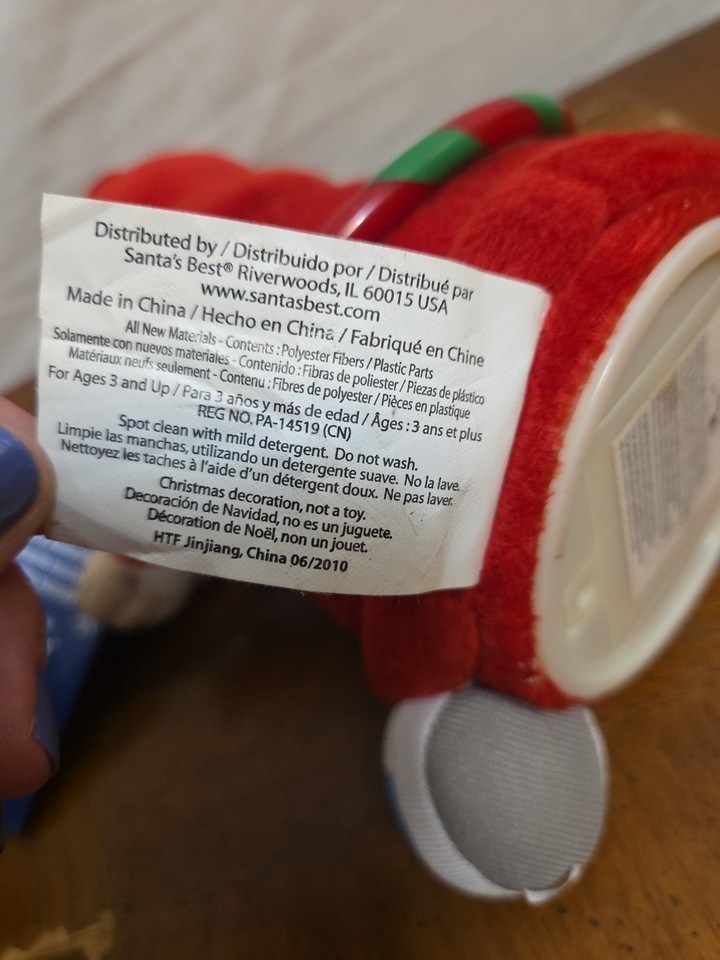 Distributed by / Distribuido por / Distribué par
Santa's Best® Riverwoods, IL 60015 USA
www.santasbest.com
Made in China / Hecho en China / Fabriqué en Chine
All New Materials - Contents : Polyester Fibers / Plastic Parts
Solamente con nuevos materiales - Contenido : Fibras de poliester / Piezas de plástico
Matériaux neufs seulement - Contenu : Fibres de polyester / Pièces en plastique
For Ages 3 and Up / Para 3 años y más de edad / Âges : 3 ans et plus
REG NO. PA-14519 (CN)
Spot clean with mild detergent. Do not wash.
Limpie las manchas, utilizando un detergente suave. No la lave.
Nettoyez les taches à l'aide d'un détergent doux. Ne pas laver.
Christmas decoration, not a toy.
Decoración de Navidad, no es un juguete.
Décoration de Noël, non un jouet.
HTF Jinjiang, China 06/2010